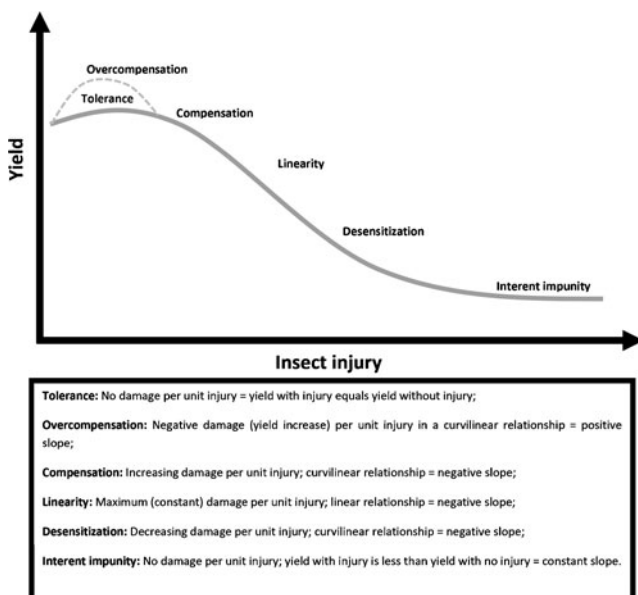 Overcompensation
Tolerance
Compensation
Linearity
Desensitization
Interent impunity
Yield
Insect injury
Tolerance: No damage per unit injury = yield with injury equals yield without injury;
Overcompensation: Negative damage (yield increase) per unit injury in a curvilinear relationship = positive
slope;
Compensation: Increasing damage per unit injury; curvilinear relationship = negative slope;
Linearity: Maximum (constant) damage per unit injury; linear relationship = negative slope;
Desensitization: Decreasing damage per unit injury; curvilinear relationship = negative slope;
Interent impunity: No damage per unit injury; yield with injury is less than yield with no injury = constant slope.